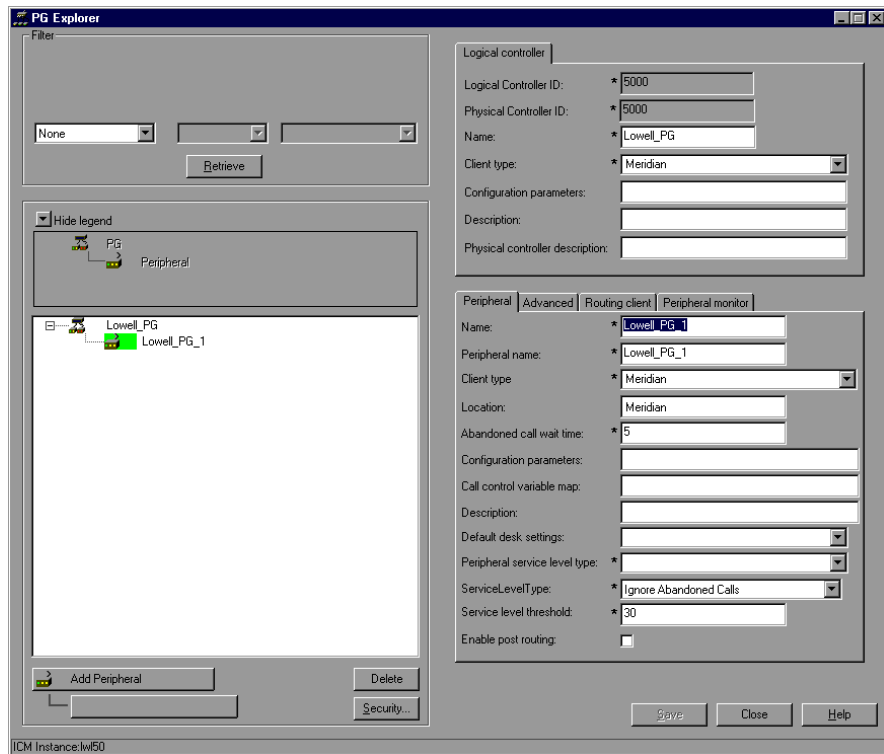 PG Explorer
Filter
None
Retrieve
Hide legend
PG
Peripheral
Lowell_PG
Lowell_PG_1
Add Peripheral
Delete
Security...
Logical controller
Logical Controller ID: * 5000
Physical Controller ID: * 5000
Name: * Lowell_PG
Client type: * Meridian
Configuration parameters:
Description:
Physical controller description:
Peripheral Advanced Routing client Peripheral monitor
Name: * Lowell_PG_1
Peripheral name: * Lowell_PG_1
Client type * Meridian
Location: Meridian
Abandoned call wait time: * 5
Configuration parameters:
Call control variable map:
Description:
Default desk settings:
Peripheral service level type: *
ServiceLevelType: * Ignore Abandoned Calls
Service level threshold: * 30
Enable post routing:
Save Close Help
ICM Instance:lwl50